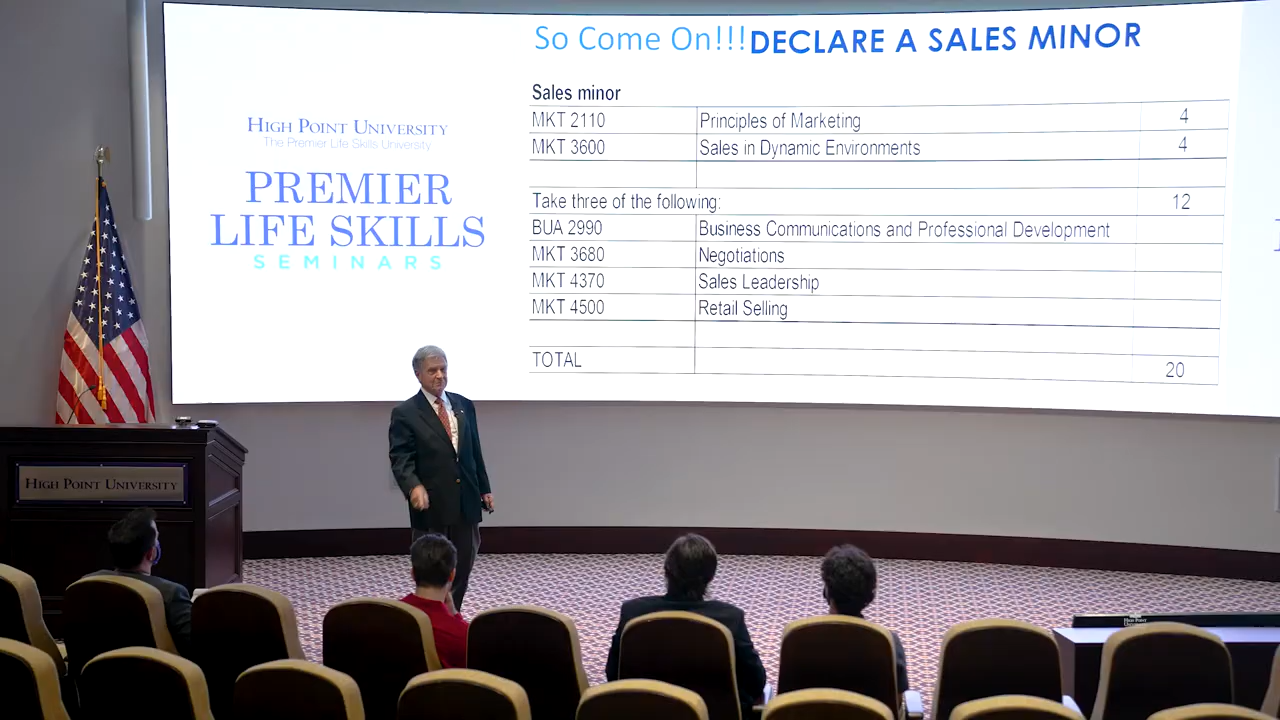 So Come On!!! DECLARE A SALES MINOR
HIGH POINT UNIVERSITY
The Premier Life Skills University
PREMIER
LIFE SKILLS
SEMINARS
Sales minor
MKT 2110 Principles of Marketing 4
MKT 3600 Sales in Dynamic Environments 4
Take three of the following: 12
BUA 2990 Business Communications and Professional Development
MKT 3680 Negotiations
MKT 4370 Sales Leadership
MKT 4500 Retail Selling
TOTAL 20
HIGH POINT UNIVERSITY